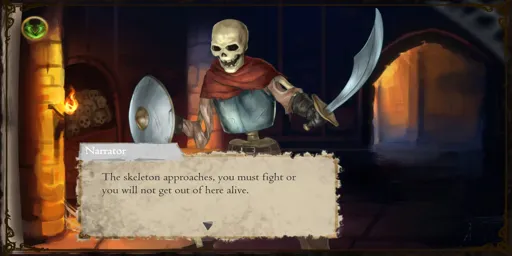 Narrator
The skeleton approaches, you must fight or
you will not get out of here alive.